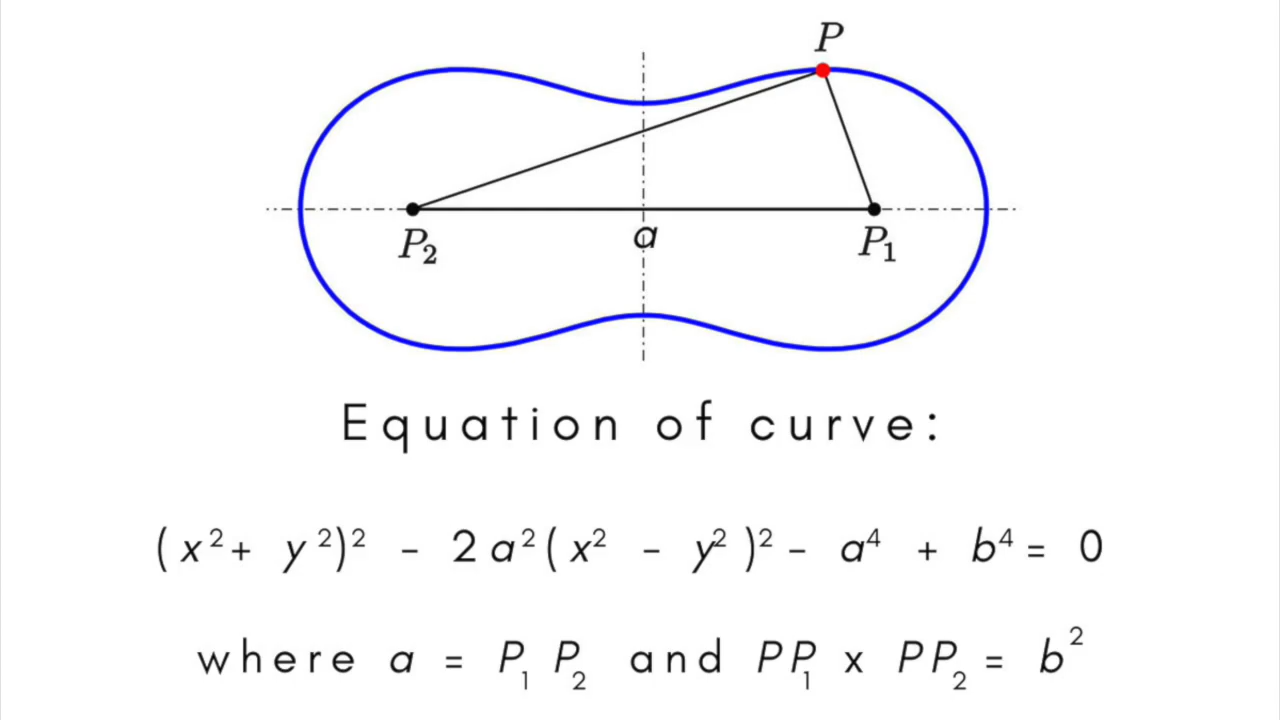 P
P₂ a P₁
Equation of curve:
(x²+ y²)² - 2a²(x² - y²)² - a⁴ + b⁴ = 0
where a = P₁P₂ and PP₁ x PP₂ = b²